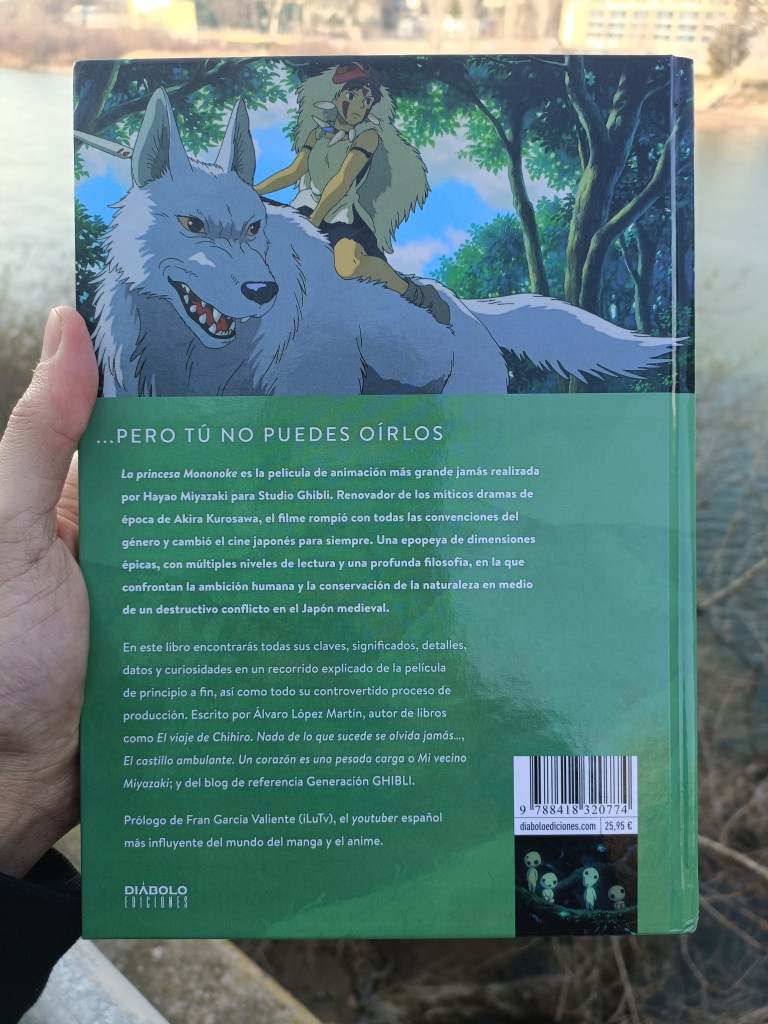 ...PERO TÚ NO PUEDES OÍRLOS
La princesa Mononoke es la película de animación más grande jamás realizada
por Hayao Miyazaki para Studio Ghibli. Renovador de los míticos dramas de
época de Akira Kurosawa, el filme rompió con todas las convenciones del
género y cambió el cine japonés para siempre. Una epopeya de dimensiones
épicas, con múltiples niveles de lectura y una profunda filosofía, en la que
confrontan la ambición humana y la conservación de la naturaleza en medio
de un destructivo conflicto en el Japón medieval.
En este libro encontrarás todas sus claves, significados, detalles,
datos y curiosidades en un recorrido explicado de la película
de principio a fin, así como todo su controvertido proceso de
producción. Escrito por Álvaro López Martín, autor de libros
como El viaje de Chihiro. Nada de lo que sucede se olvida jamás...,
El castillo ambulante. Un corazón es una pesada carga o Mi vecino
Miyazaki; y del blog de referencia Generación GHIBLI.
Prólogo de Fran García Valiente (iLuTv), el youtuber español
más influyente del mundo del manga y el anime.
9 788418 320774
diaboloediciones.com 25,95 €
DIÁBOLO
EDICIONES